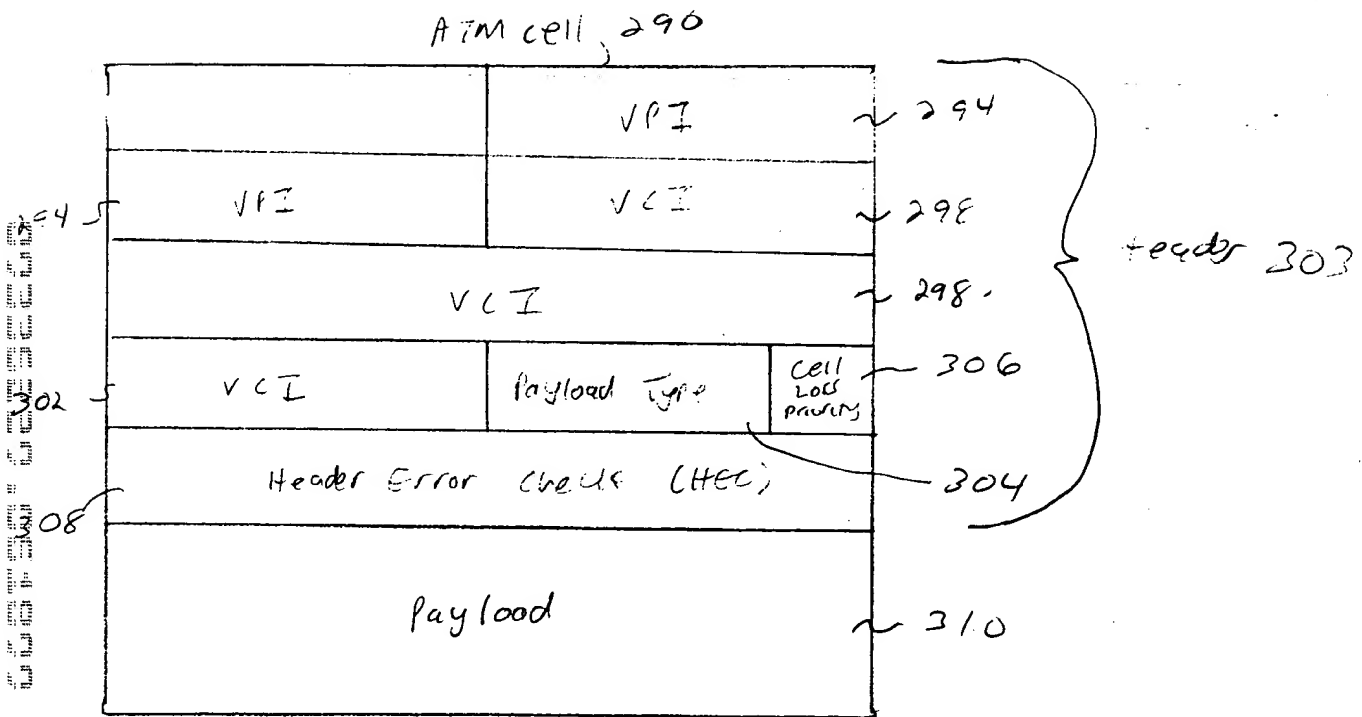 ATM cell 290
VPI 294
294 VPI VCI 298
Header 303
VCI 298
302 VCI Payload Type Cell Loss Priority 306
Header Error Check (HEC) 304
308
Payload 310